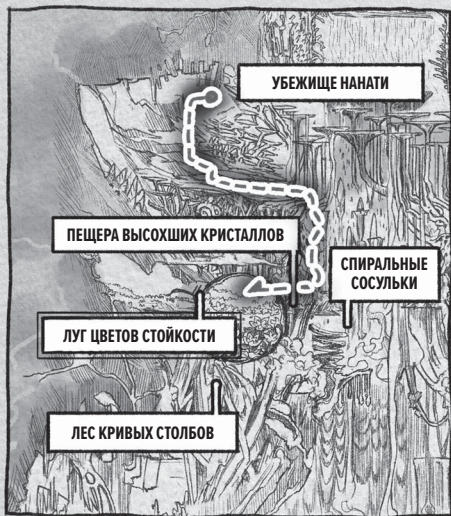 УБЕЖИЩЕ НАНАТИ
ПЕЩЕРА ВЫСОХШИХ КРИСТАЛЛОВ
СПИРАЛЬНЫЕ
СОСУЛЬКИ
ЛУГ ЦВЕТОВ СТОЙКОСТИ
ЛЕС КРИВЫХ СТОЛБОВ